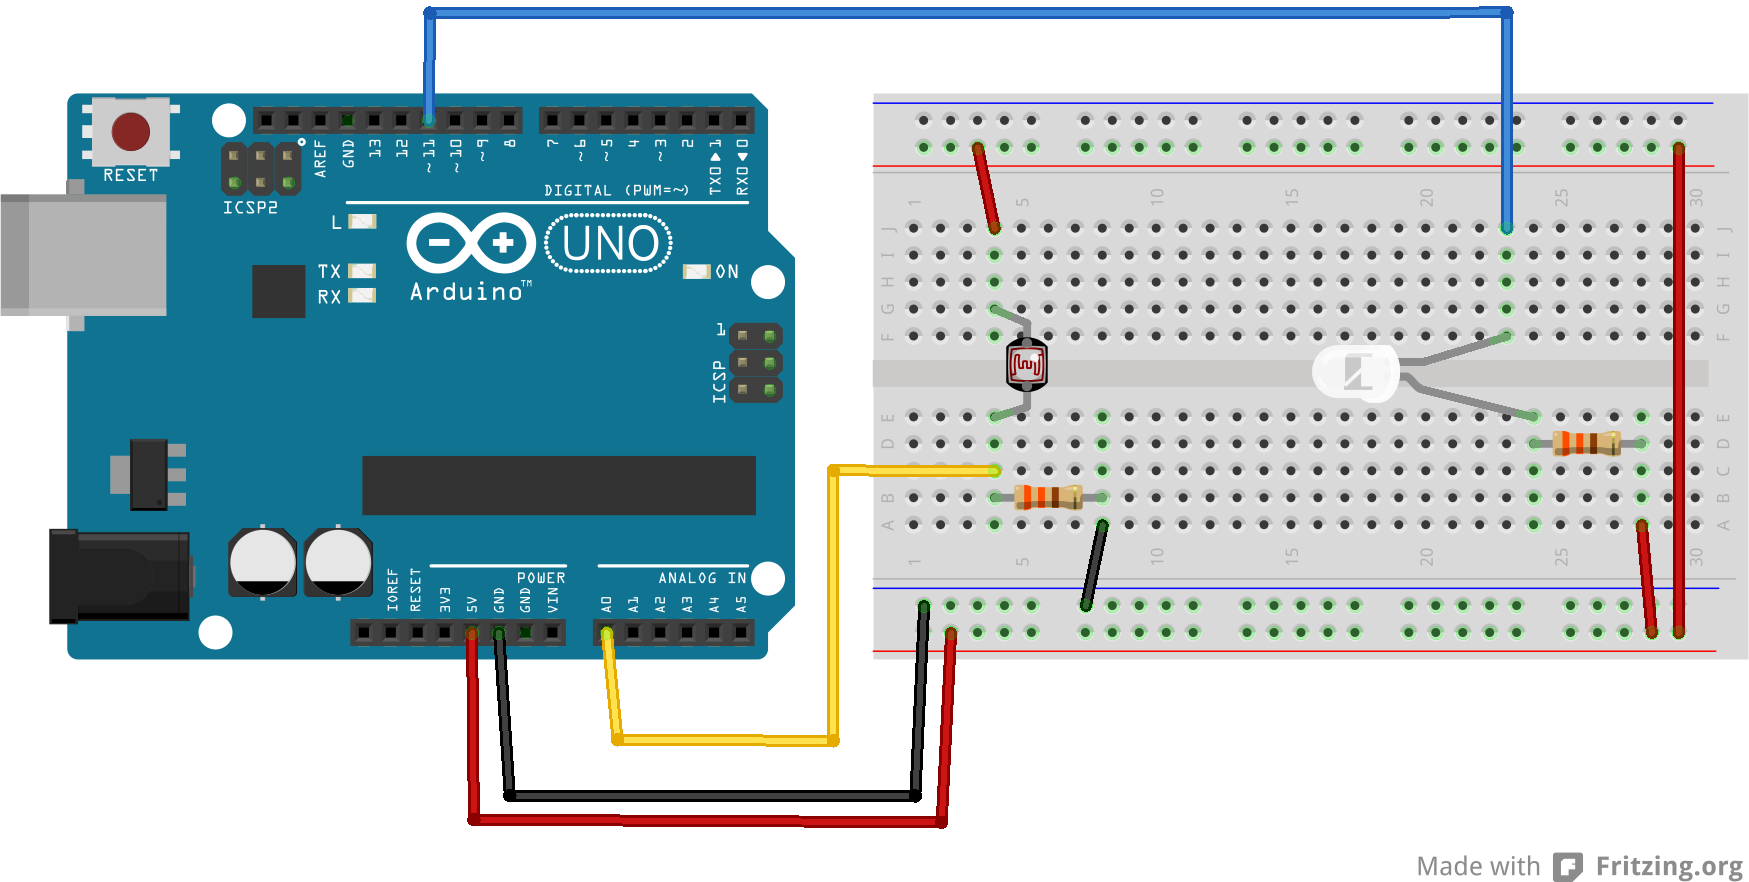 RESET
ICSP2
AREF
GND
13
12
~11
~10
~9
8
7
~6
~5
4
~3
2
TX0▶1
RX0◀0
DIGITAL (PWM=~)
L
TX
RX
UNO
Arduino™
ON
1
ICSP
IOREF
RESET
3V3
5V
GND
GND
VIN
POWER
ANALOG IN
A0
A1
A2
A3
A4
A5
1 5 10 15 20 25 30
J J
I I
H H
G G
F F
E E
D D
C C
B B
A A
1 5 10 15 20 25 30
Made with Fritzing.org